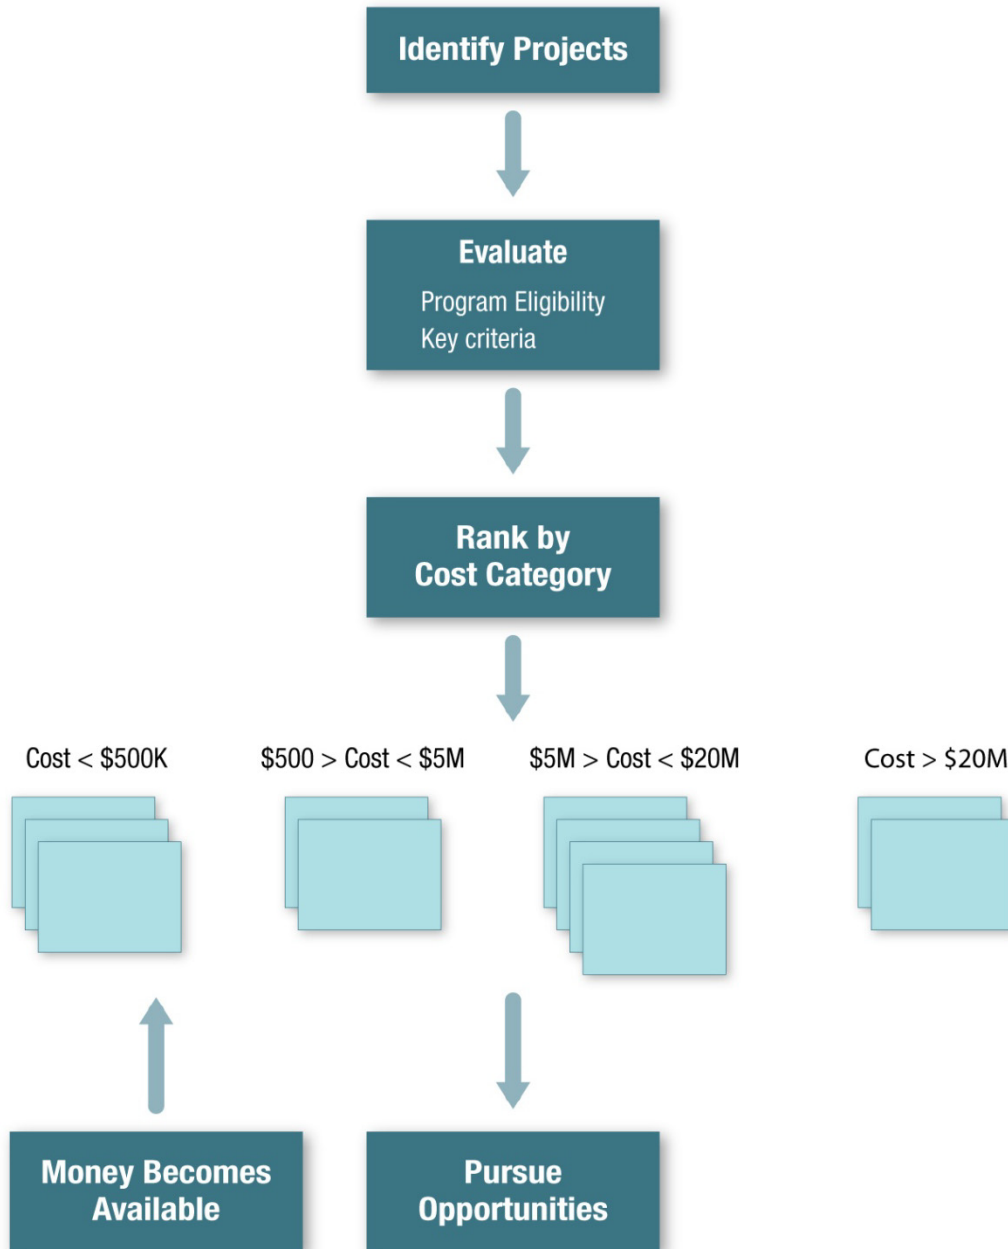 Identify Projects
Evaluate
Program Eligibility
Key criteria
Rank by
Cost Category
Cost < $500K
$500 > Cost < $5M
$5M > Cost < $20M
Cost > $20M
Money Becomes
Available
Pursue
Opportunities